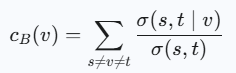 c_B(v) = \sum_{s \neq v \neq t} \frac{\sigma(s, t \mid v)}{\sigma(s, t)}